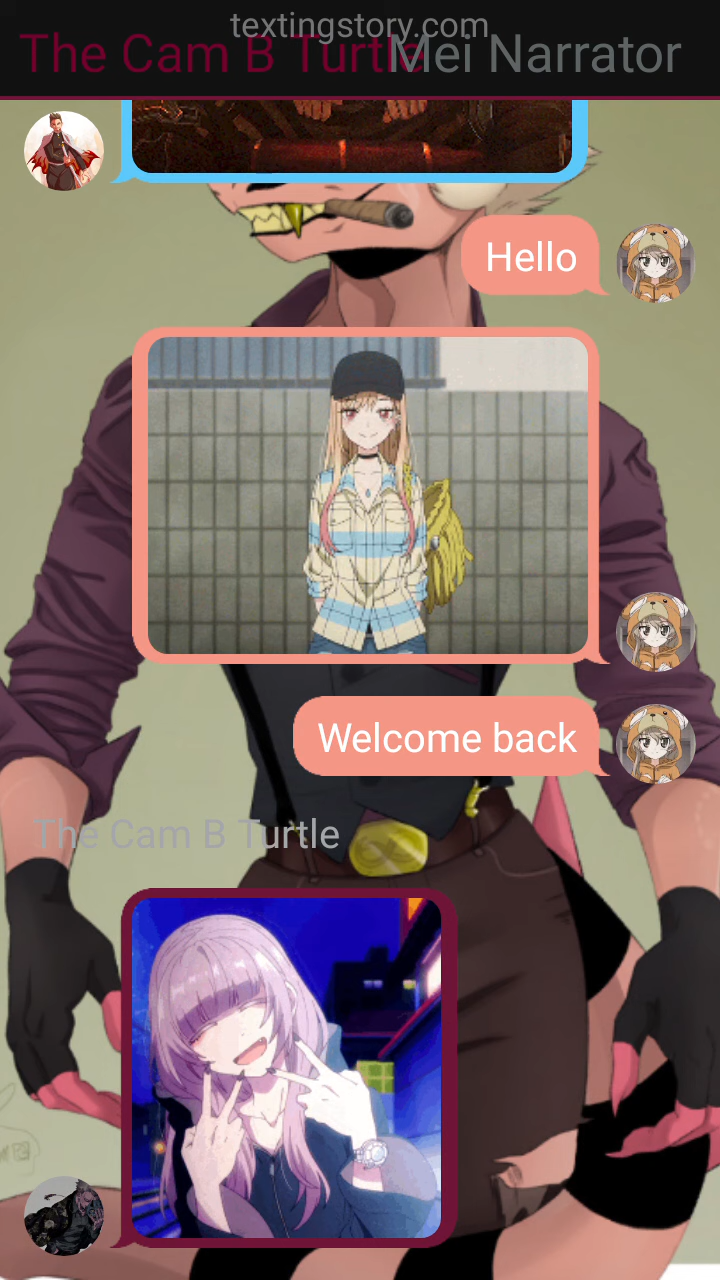 textingstory.com
The Cam B Turtle
Mei Narrator
Hello
Welcome back
The Cam B Turtle